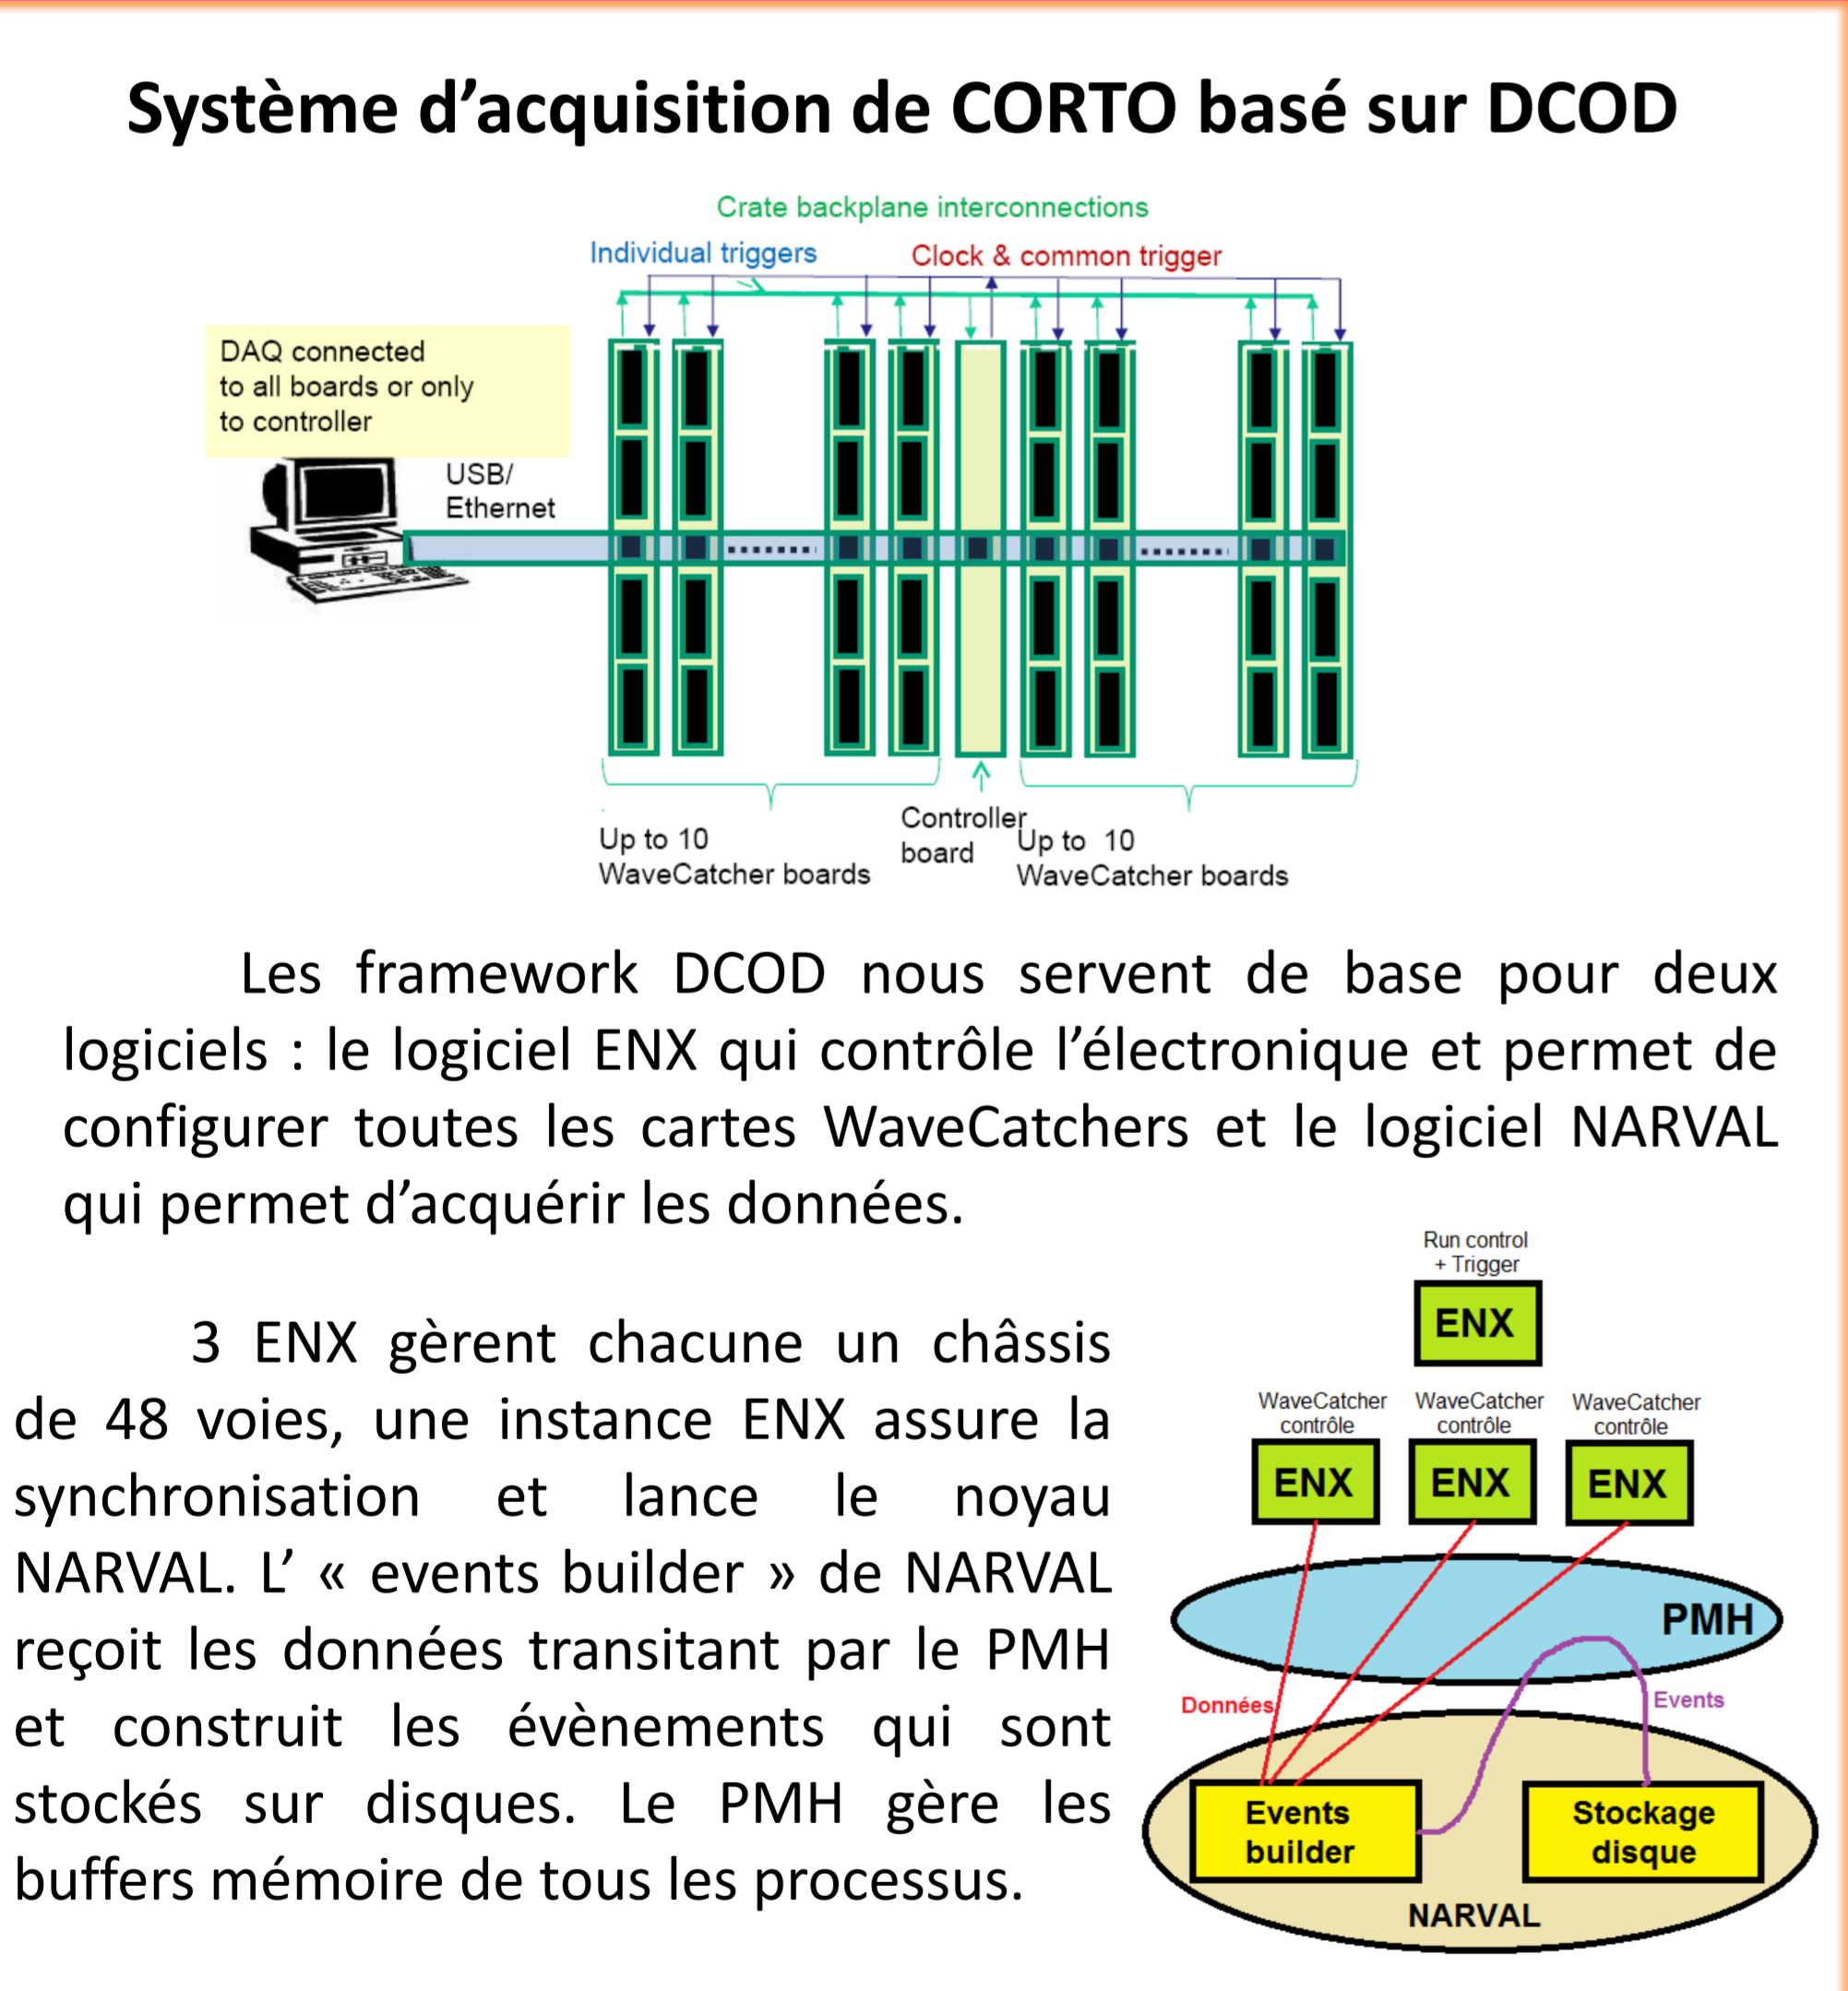 Système d’acquisition de CORTO basé sur DCOD
Crate backplane interconnections
Individual triggers
Clock & common trigger
DAQ connected
to all boards or only
to controller
USB/
Ethernet
Up to 10
WaveCatcher boards
Controller
board
Up to 10
WaveCatcher boards
Les framework DCOD nous servent de base pour deux
logiciels : le logiciel ENX qui contrôle l’électronique et permet de
configurer toutes les cartes WaveCatchers et le logiciel NARVAL
qui permet d’acquérir les données.
3 ENX gèrent chacune un châssis
de 48 voies, une instance ENX assure la
synchronisation et lance le noyau
NARVAL. L’ « events builder » de NARVAL
reçoit les données transitant par le PMH
et construit les évènements qui sont
stockés sur disques. Le PMH gère les
buffers mémoire de tous les processus.
Run control
+ Trigger
ENX
WaveCatcher
contrôle
ENX
WaveCatcher
contrôle
ENX
WaveCatcher
contrôle
ENX
PMH
Données
Events
Events
builder
Stockage
disque
NARVAL